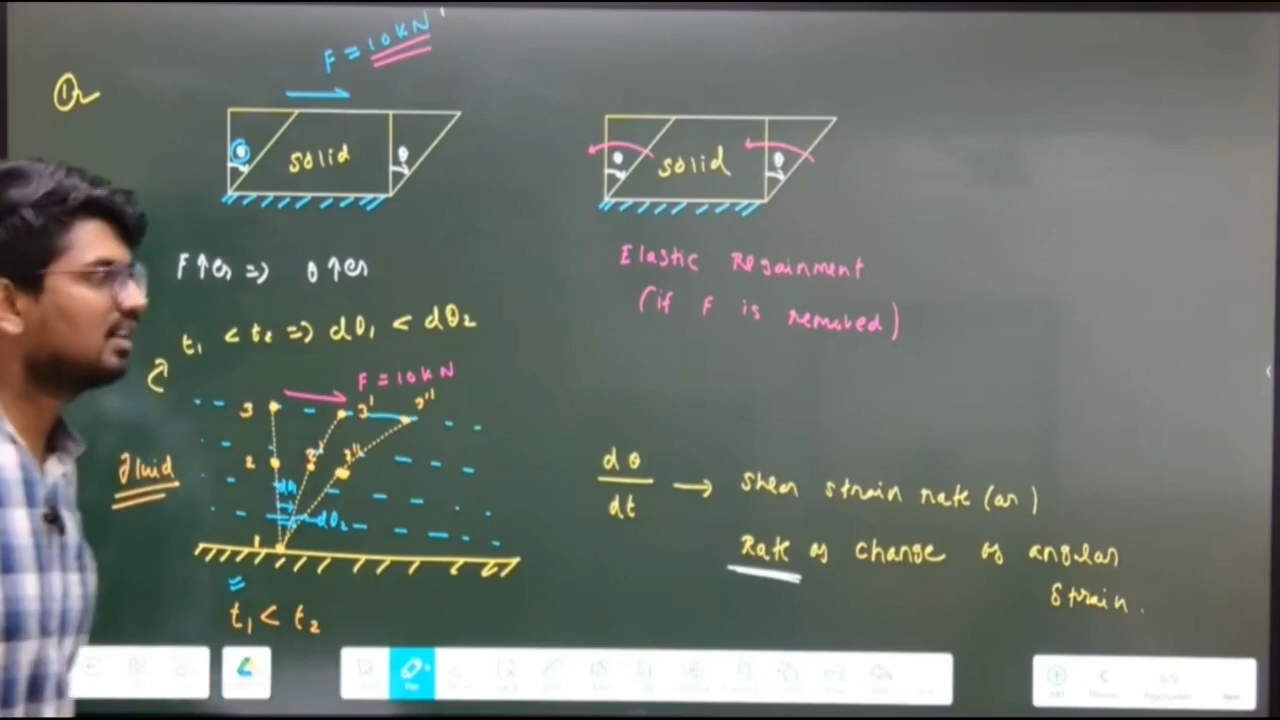 F = 10KN
Q1
θ solid θ
θ solid θ
Elastic Regainment
(if F is removed)
F↑es => θ↑es
t₁ < t₂ => dθ₁ < dθ₂
F = 10KN
3 3' 3''
2 2' 2''
fluid
dθ₁
dθ₂
1
t₁ < t₂
dθ/dt → Shear strain rate (or)
Rate of change of angular
strain.